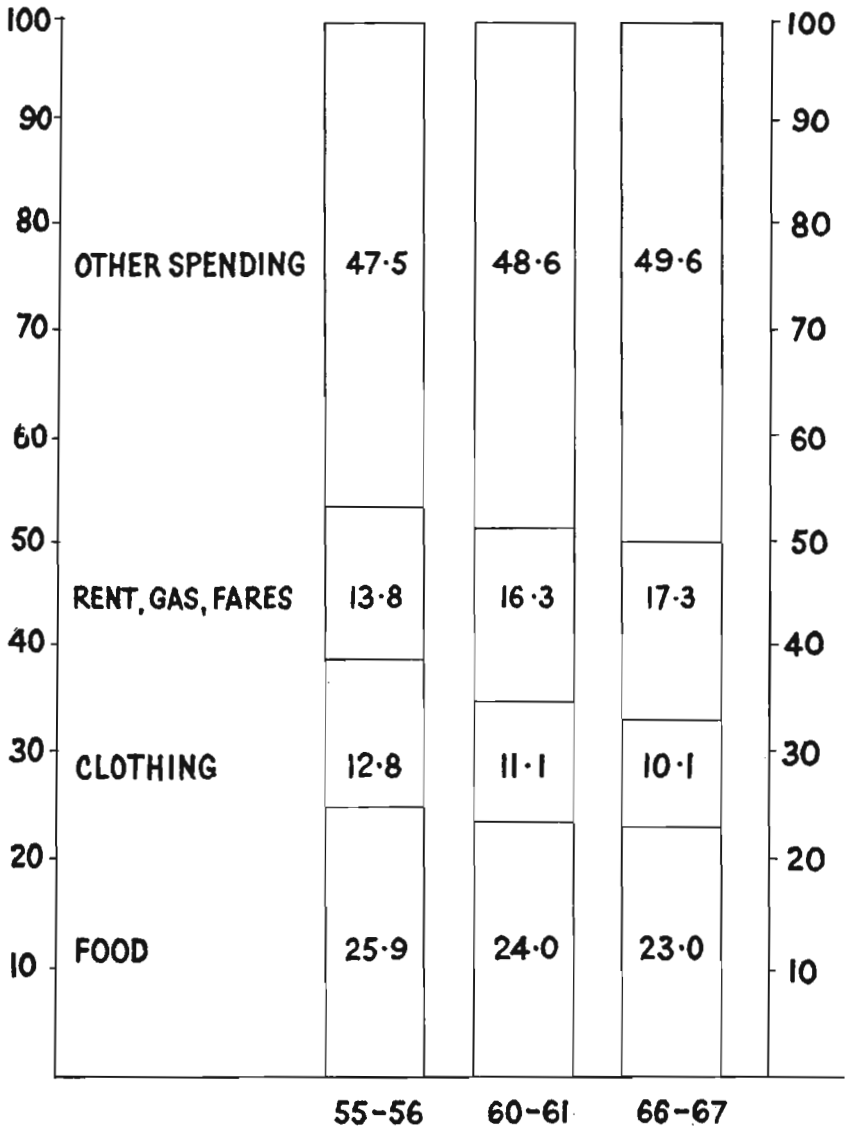 100 100
90 90
80 80
OTHER SPENDING 47·5 48·6 49·6
70 70
60 60
50 50
RENT, GAS, FARES 13·8 16·3 17·3
40 40
30 30
CLOTHING 12·8 11·1 10·1
20 20
FOOD 25·9 24·0 23·0
10 10
55-56 60-61 66-67